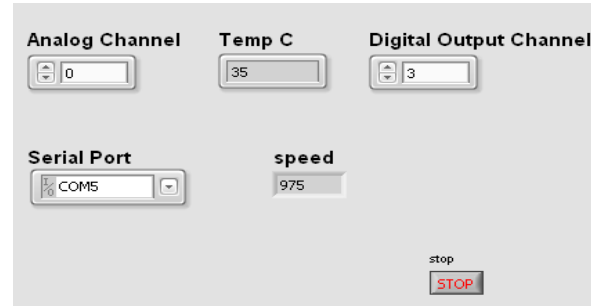 Analog Channel Temp C Digital Output Channel
0 35 3
Serial Port speed
I/O COM5 975
stop
STOP